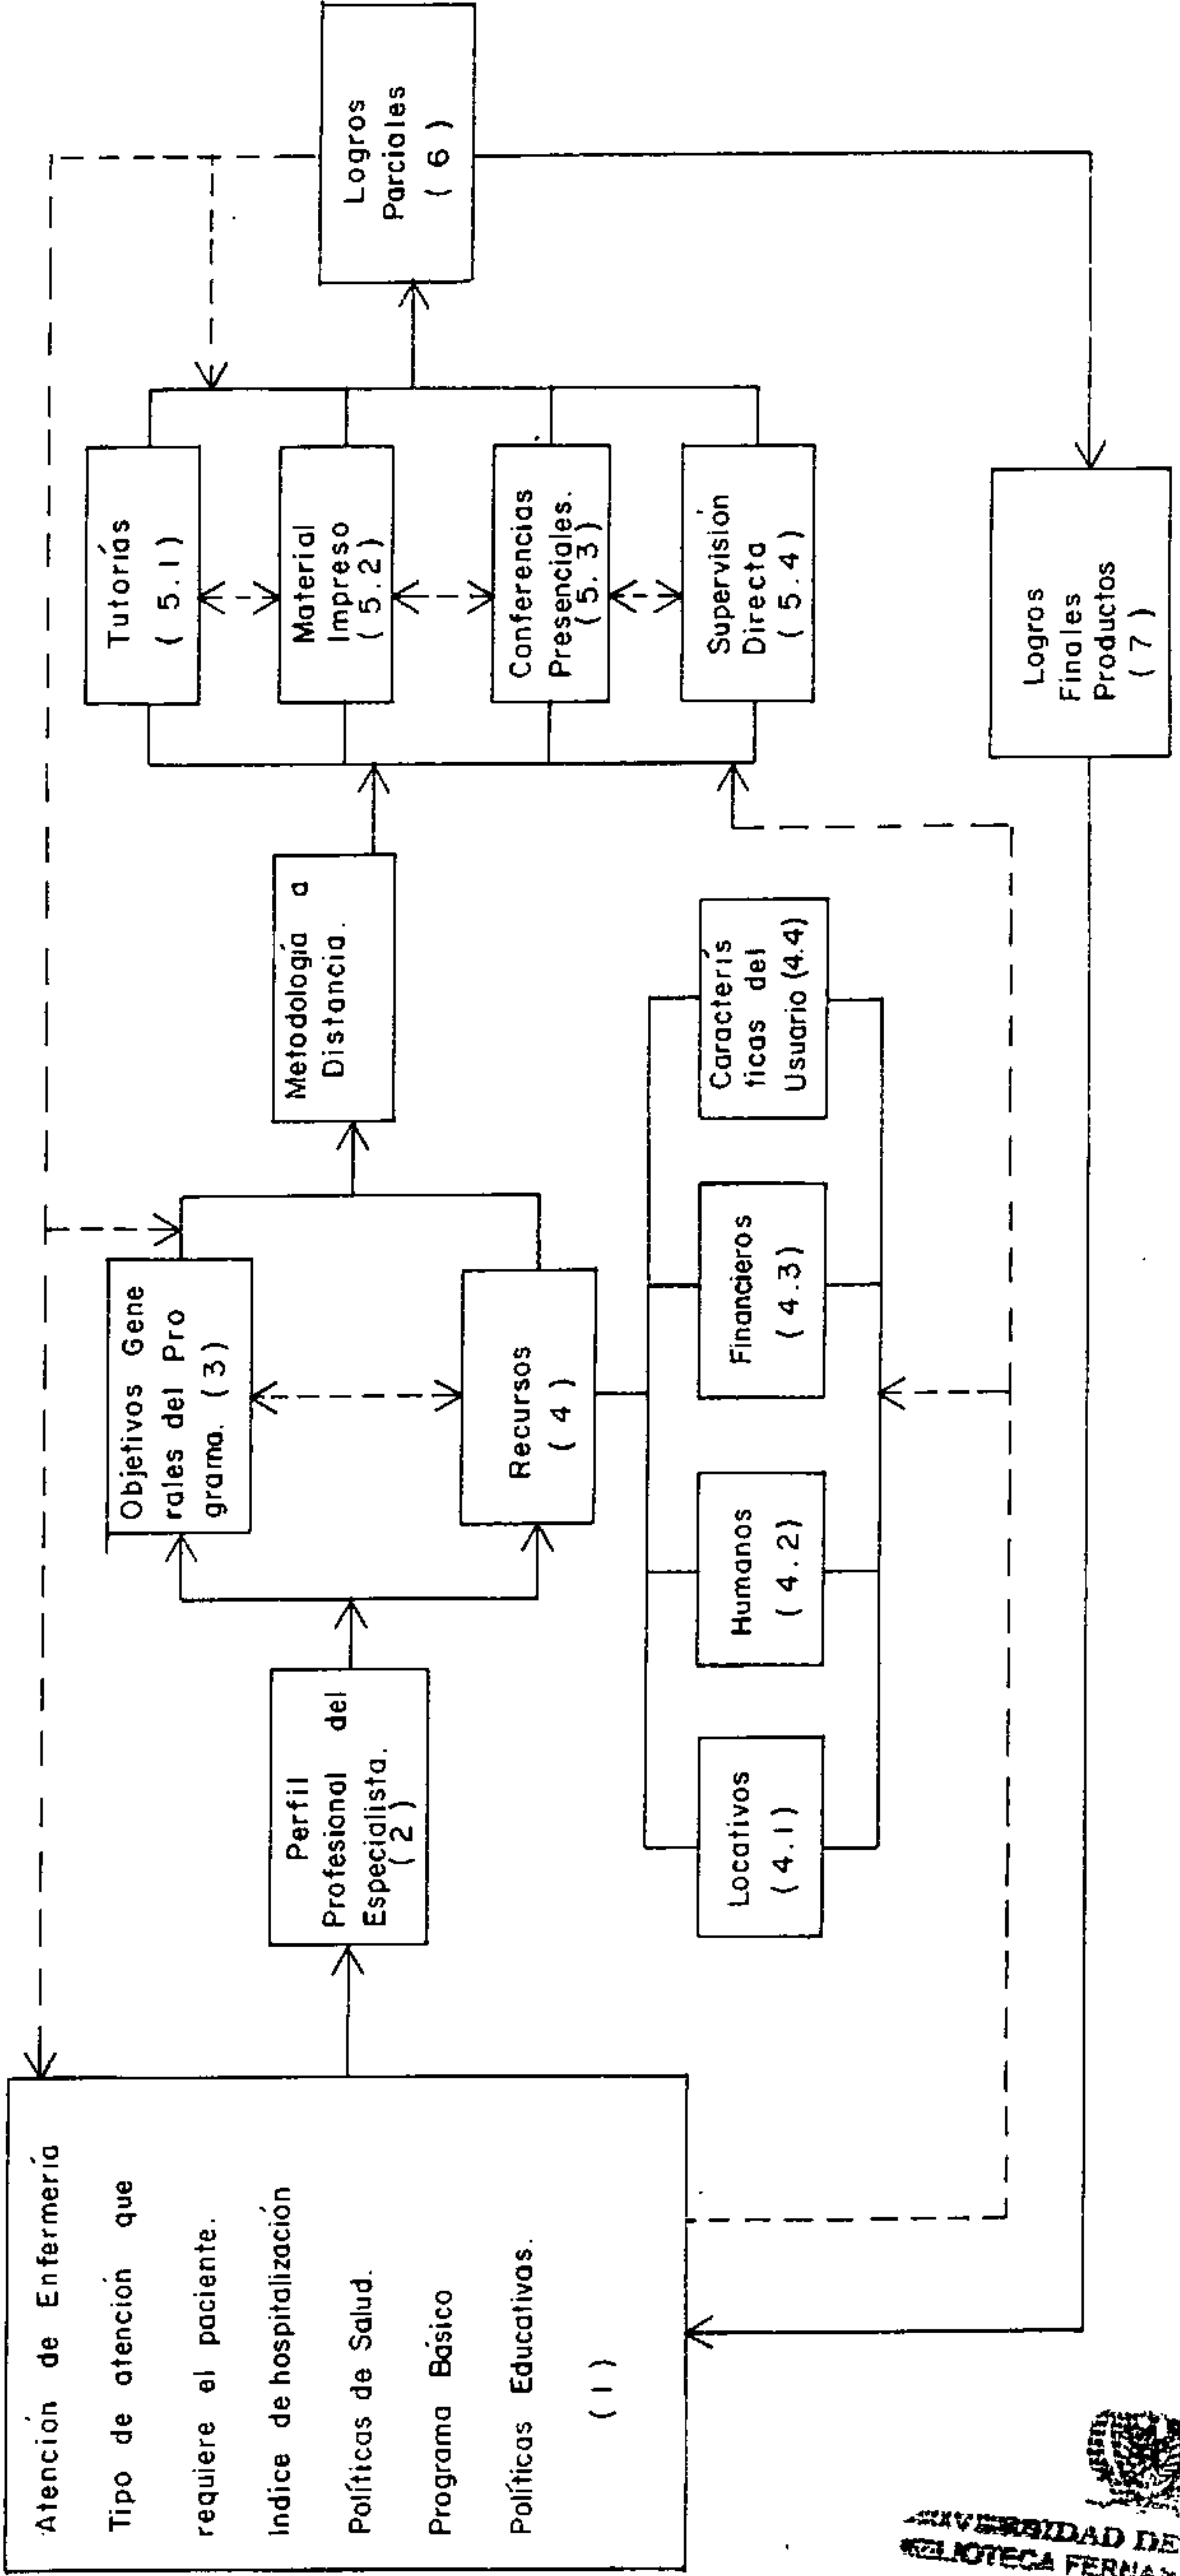 Atención de Enfermería
Tipo de atención que
requiere el paciente.
Indice de hospitalización
Políticas de Salud.
Programa Básico
Políticas Educativas.
(1)
Perfil
Profesional del
Especialista.
(2)
Objetivos Gene
rales del Pro
grama. (3)
Recursos
(4)
Locativos
(4.1)
Humanos
(4.2)
Financieros
(4.3)
Caracterís
ticas del
Usuario (4.4)
Metodología a
Distancia.
Tutorías
(5.1)
Material
Impreso
(5.2)
Conferencias
Presenciales.
(5.3)
Supervisión
Directa
(5.4)
Logros
Parciales
(6)
Logros
Finales
Productos
(7)
DAD DE
FERNA